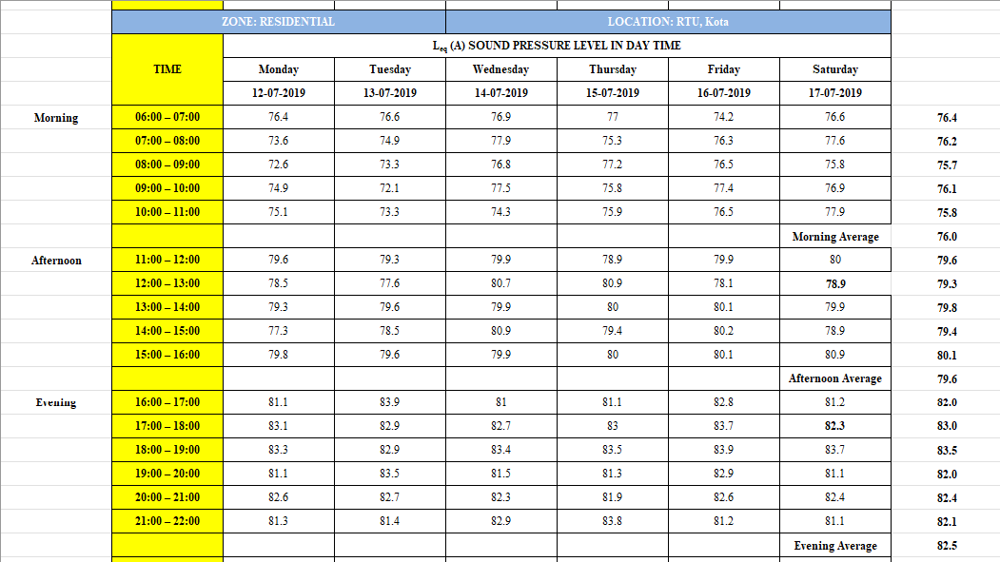 ZONE: RESIDENTIAL LOCATION: RTU, Kota
Leq (A) SOUND PRESSURE LEVEL IN DAY TIME
TIME Monday Tuesday Wednesday Thursday Friday Saturday
12-07-2019 13-07-2019 14-07-2019 15-07-2019 16-07-2019 17-07-2019
Morning 06:00 – 07:00 76.4 76.6 76.9 77 74.2 76.6 76.4
07:00 – 08:00 73.6 74.9 77.9 75.3 76.3 77.6 76.2
08:00 – 09:00 72.6 73.3 76.8 77.2 76.5 75.8 75.7
09:00 – 10:00 74.9 72.1 77.5 75.8 77.4 76.9 76.1
10:00 – 11:00 75.1 73.3 74.3 75.9 76.5 77.9 75.8
Morning Average 76.0
Afternoon 11:00 – 12:00 79.6 79.3 79.9 78.9 79.9 80 79.6
12:00 – 13:00 78.5 77.6 80.7 80.9 78.1 78.9 79.3
13:00 – 14:00 79.3 79.6 79.9 80 80.1 79.9 79.8
14:00 – 15:00 77.3 78.5 80.9 79.4 80.2 78.9 79.4
15:00 – 16:00 79.8 79.6 79.9 80 80.1 80.9 80.1
Afternoon Average 79.6
Evening 16:00 – 17:00 81.1 83.9 81 81.1 82.8 81.2 82.0
17:00 – 18:00 83.1 82.9 82.7 83 83.7 82.3 83.0
18:00 – 19:00 83.3 82.9 83.4 83.5 83.9 83.7 83.5
19:00 – 20:00 81.1 83.5 81.5 81.3 82.9 81.1 82.0
20:00 – 21:00 82.6 82.7 82.3 81.9 82.6 82.4 82.4
21:00 – 22:00 81.3 81.4 82.9 83.8 81.2 81.1 82.1
Evening Average 82.5